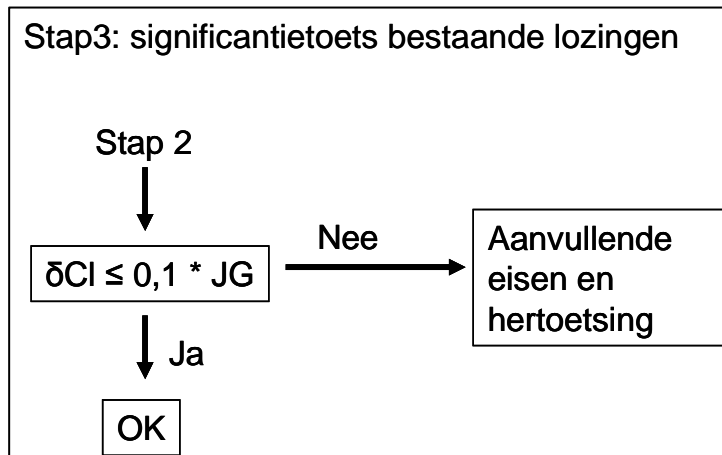 Stap3: significantietoets bestaande lozingen
Stap 2
δCl ≤ 0,1 * JG
Nee
Aanvullende
eisen en
hertoetsing
Ja
OK